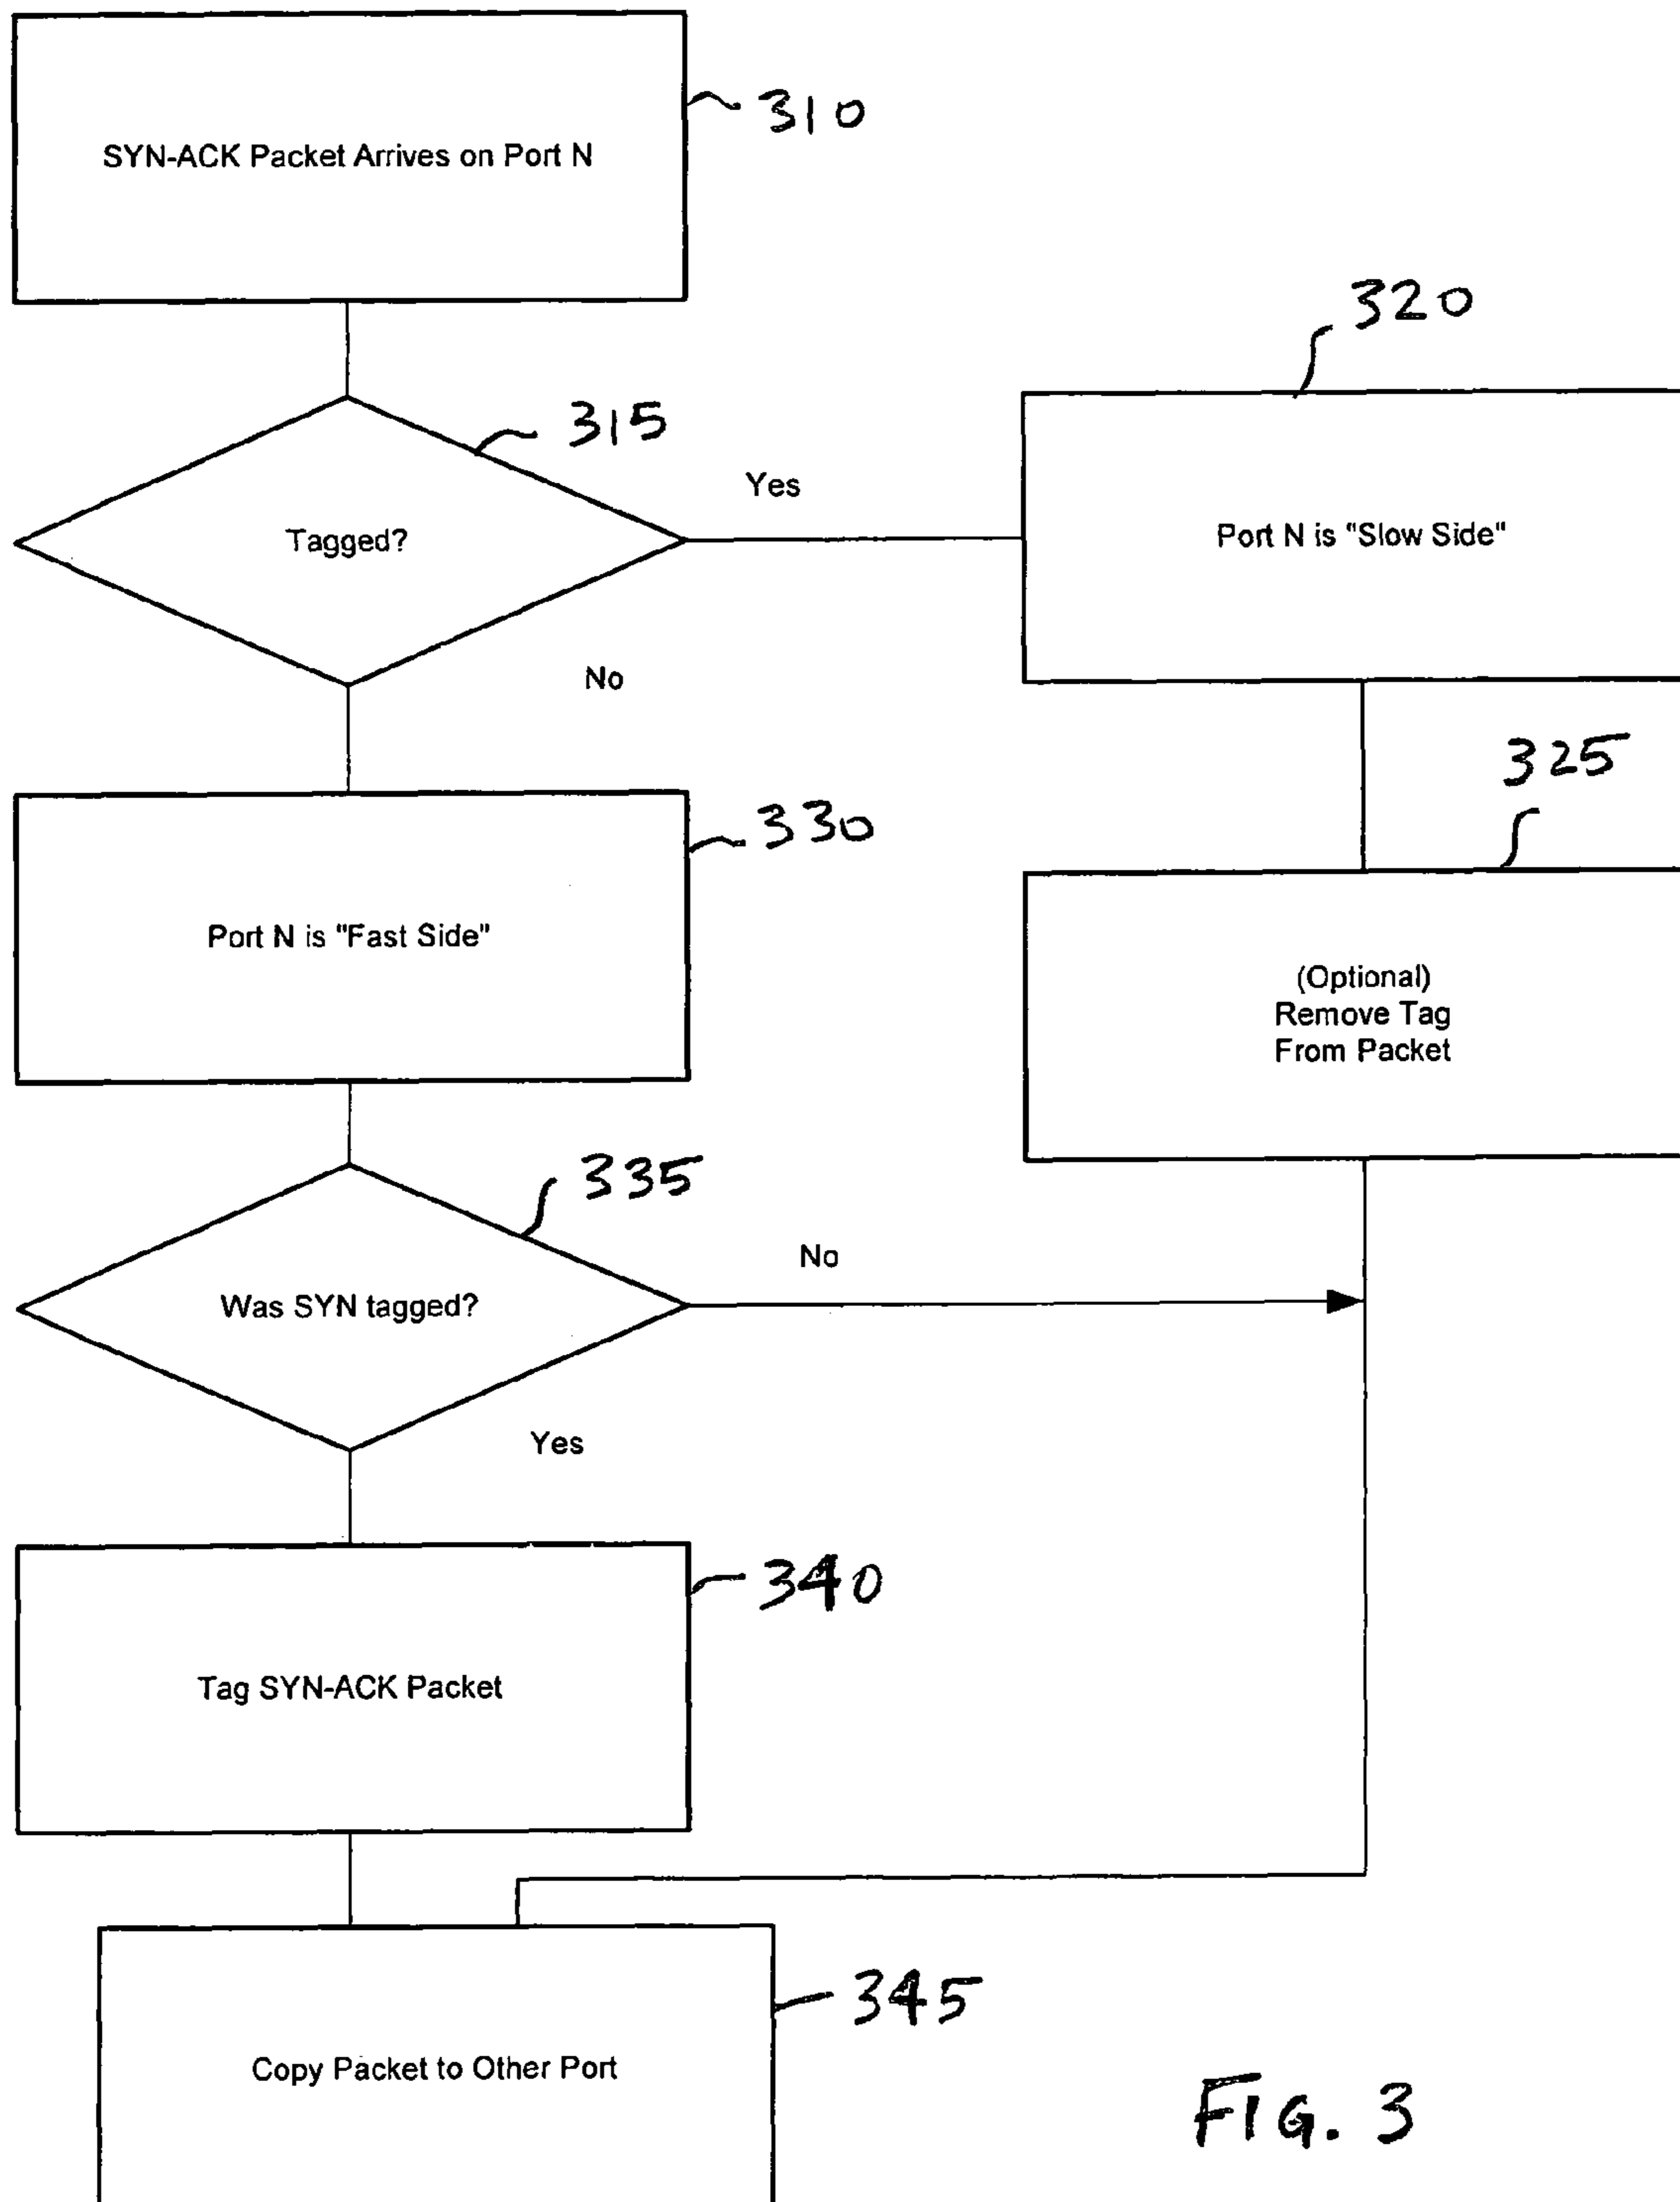 SYN-ACK Packet Arrives on Port N
310
320
315
Yes
Tagged?
Port N is "Slow Side"
No
325
330
Port N is "Fast Side"
(Optional)
Remove Tag
From Packet
335
No
Was SYN tagged?
Yes
340
Tag SYN-ACK Packet
345
Copy Packet to Other Port
FIG. 3